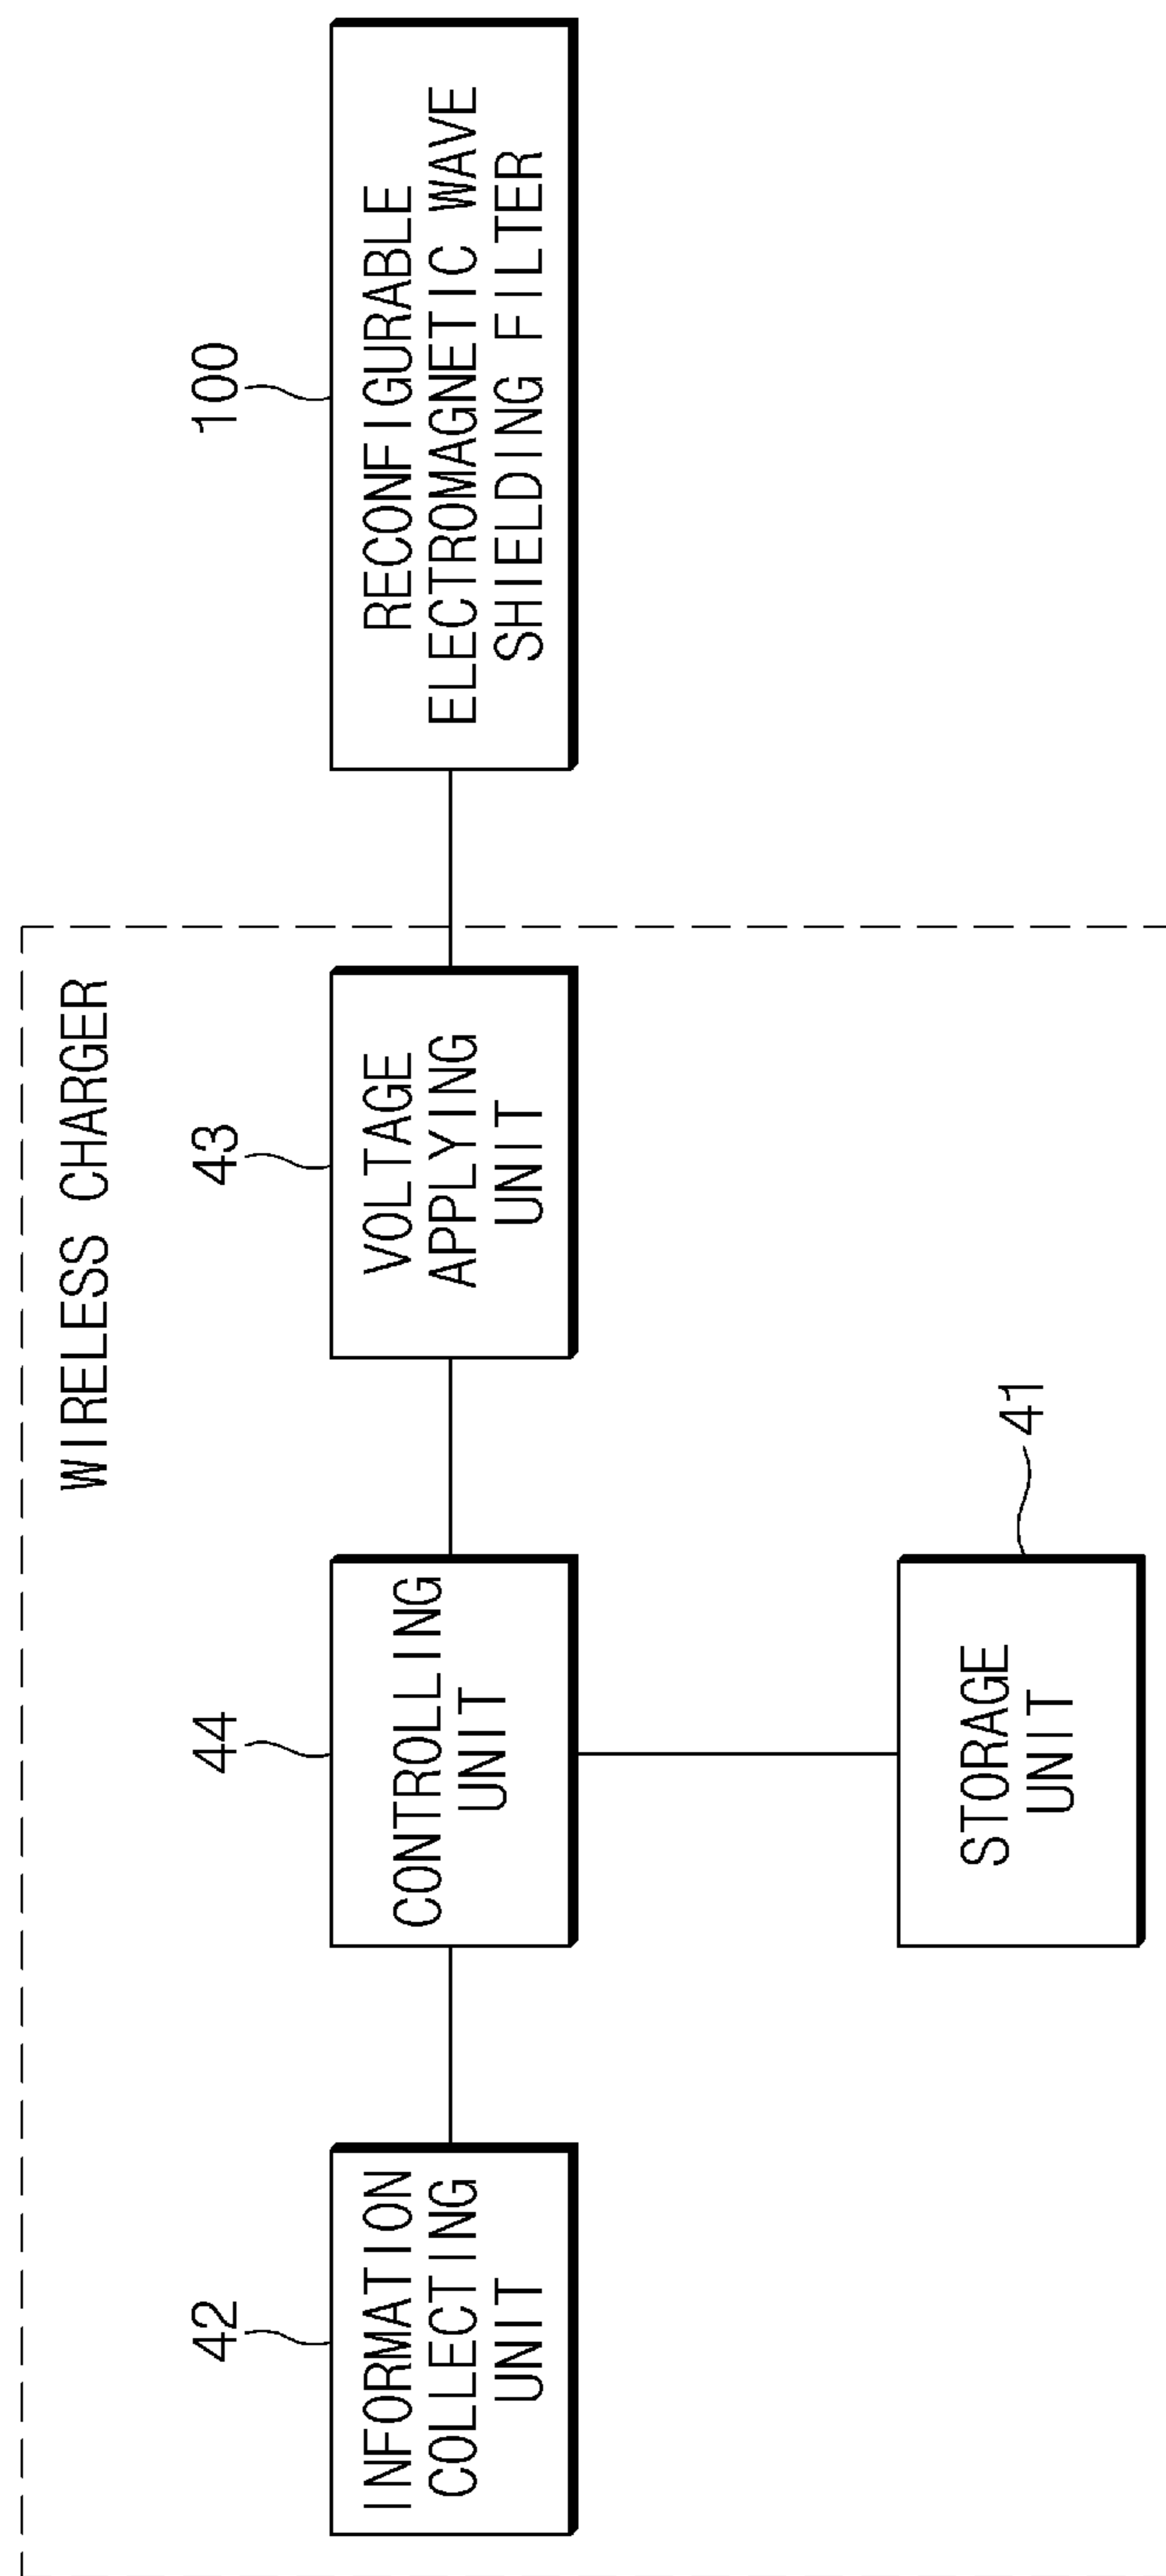 WIRELESS CHARGER
42
INFORMATION
COLLECTING
UNIT
44
CONTROLLING
UNIT
43
VOLTAGE
APPLYING
UNIT
100
RECONFIGURABLE
ELECTROMAGNETIC WAVE
SHIELDING FILTER
41
STORAGE
UNIT